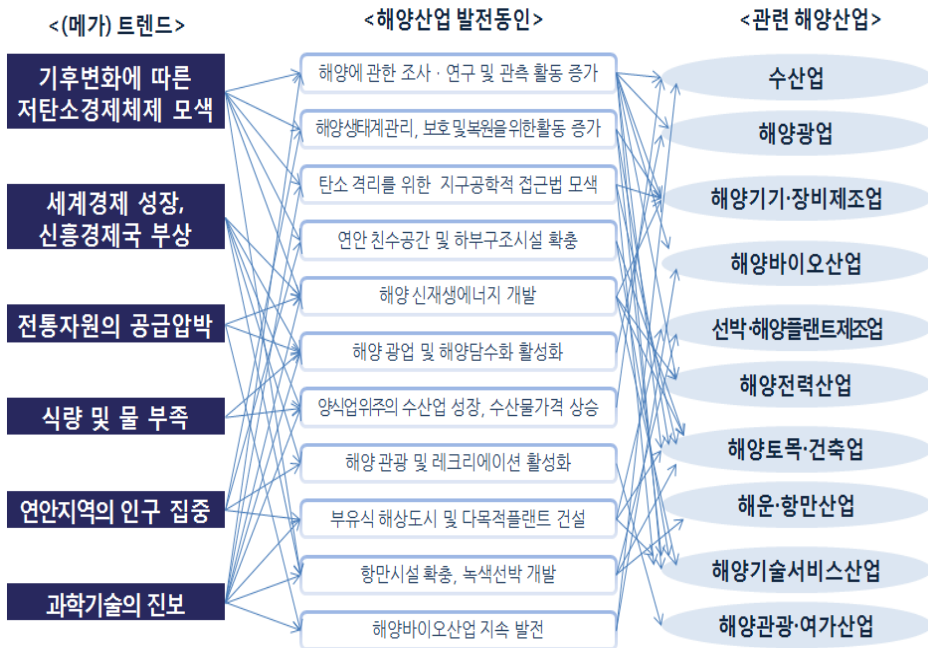 <(메가) 트렌드>
기후변화에 따른
저탄소경제체제 모색
세계경제 성장,
신흥경제국 부상
전통자원의 공급압박
식량 및 물 부족
연안지역의 인구 집중
과학기술의 진보
<해양산업 발전동인>
해양에 관한 조사 · 연구 및 관측 활동 증가
해양생태계관리, 보호 및 복원을 위한 활동 증가
탄소 격리를 위한 지구공학적 접근법 모색
연안 친수공간 및 하부구조시설 확충
해양 신재생에너지 개발
해양 광업 및 해양담수화 활성화
양식업위주의 수산업 성장, 수산물가격 상승
해양 관광 및 레크리에이션 활성화
부유식 해상도시 및 다목적플랜트 건설
항만시설 확충, 녹색선박 개발
해양바이오산업 지속 발전
<관련 해양산업>
수산업
해양광업
해양기기·장비제조업
해양바이오산업
선박·해양플랜트제조업
해양전력산업
해양토목·건축업
해운·항만산업
해양기술서비스산업
해양관광·여가산업